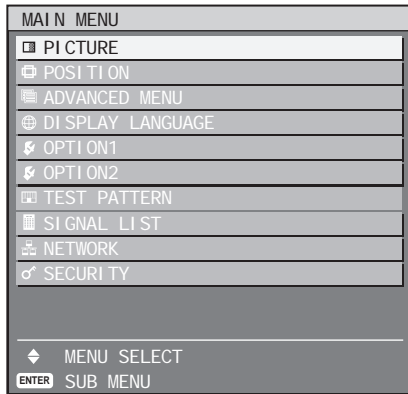 MAIN MENU
PICTURE
POSITION
ADVANCED MENU
DISPLAY LANGUAGE
OPTION1
OPTION2
TEST PATTERN
SIGNAL LIST
NETWORK
SECURITY
MENU SELECT
ENTER SUB MENU